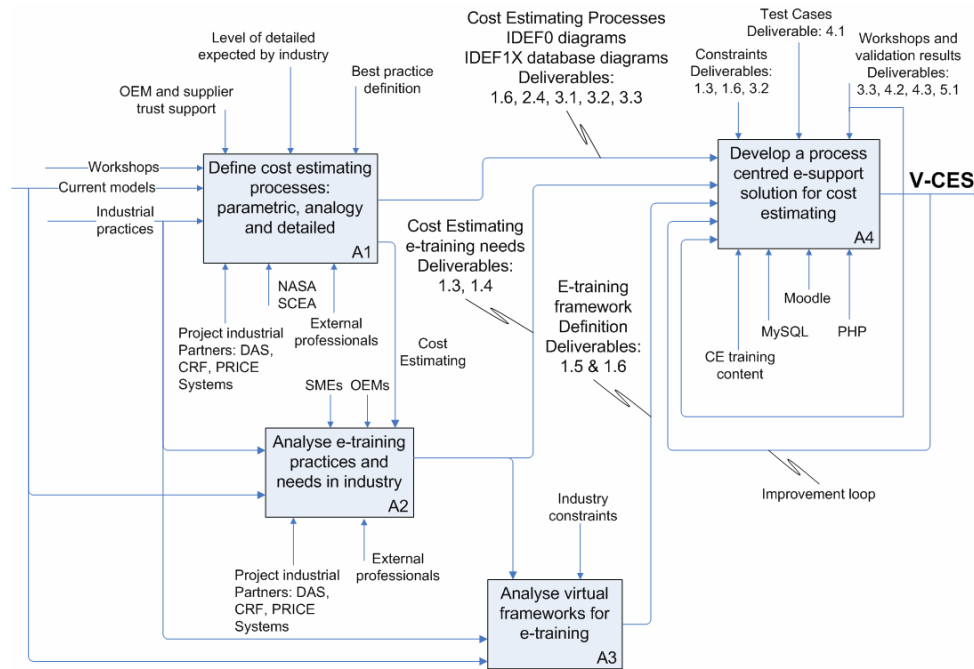 Level of detailed
expected by industry
Best practice
definition
OEM and supplier
trust support
Cost Estimating Processes
IDEF0 diagrams
IDEF1X database diagrams
Deliverables:
1.6, 2.4, 3.1, 3.2, 3.3
Test Cases
Deliverable: 4.1
Constraints
Deliverables:
1.3, 1.6, 3.2
Workshops and
validation results
Deliverables:
3.3, 4.2, 4.3, 5.1
Workshops
Current models
Industrial
practices
Define cost estimating
processes:
parametric, analogy
and detailed
A1
Develop a process
centred e-support
solution for cost
estimating
A4
V-CES
NASA
SCEA
External
professionals
Project industrial
Partners: DAS,
CRF, PRICE
Systems
Cost
Estimating
Cost Estimating
e-training needs
Deliverables:
1.3, 1.4
E-training
framework
Definition
Deliverables:
1.5 & 1.6
Moodle
MySQL
PHP
CE training
content
SMEs
OEMs
Analyse e-training
practices and
needs in industry
A2
Improvement loop
Industry
constraints
External
professionals
Project industrial
Partners: DAS,
CRF, PRICE
Systems
Analyse virtual
frameworks for
e-training
A3